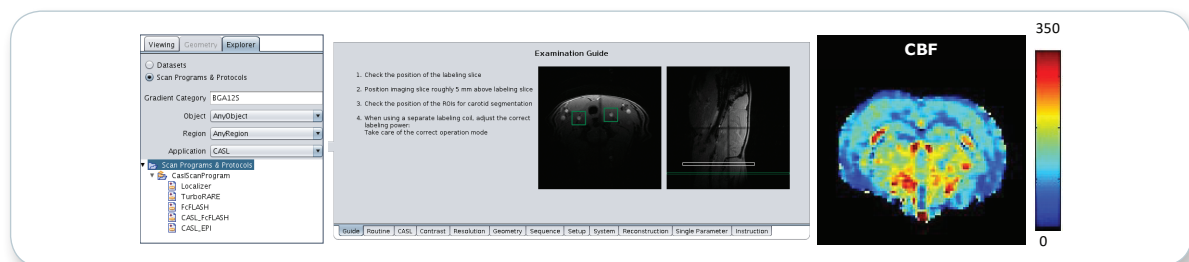 Viewing Geometry Explorer
Datasets
Scan Programs & Protocols
Gradient Category BGA12S
Object AnyObject
Region AnyRegion
Application CASL
Scan Programs & Protocols
CaslScanProgram
Localizer
TurboRARE
FcFLASH
CASL_FcFLASH
CASL_EPI
Examination Guide
1. Check the position of the labeling slice
2. Position imaging slice roughly 5 mm above labeling slice
3. Check the position of the ROIs for carotid segmentation
4. When using a separate labeling coil, adjust the correct
labeling power:
Take care of the correct operation mode
Guide Routine CASL Contrast Resolution Geometry Sequence Setup System Reconstruction Single Parameter Instruction
CBF
350
0